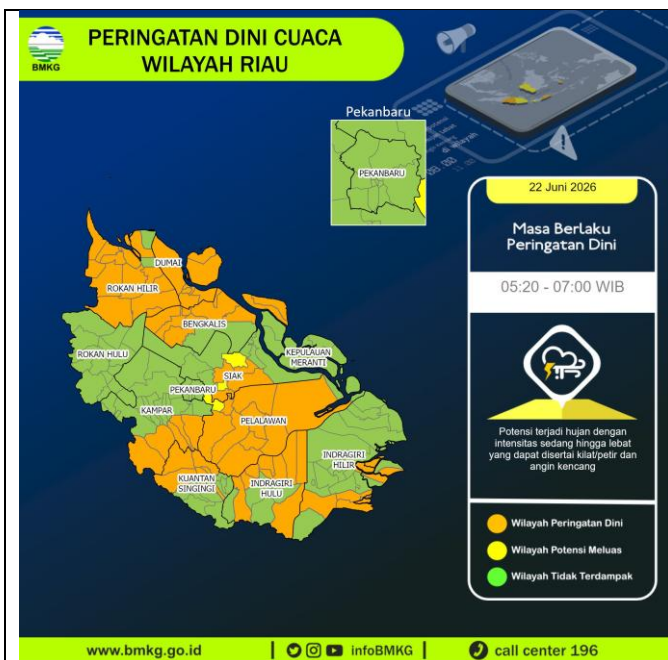 BMKG
PERINGATAN DINI CUACA
WILAYAH RIAU
Pekanbaru
PEKANBARU
22 Juni 2026
Masa Berlaku
Peringatan Dini
05:20 - 07:00 WIB
Potensi terjadi hujan dengan
intensitas sedang hingga lebat
yang dapat disertai kilat/petir dan
angin kencang
Wilayah Peringatan Dini
Wilayah Potensi Meluas
Wilayah Tidak Terdampak
DUMAI
ROKAN HILIR
BENGKALIS
ROKAN HULU
KEPULAUAN
MERANTI
SIAK
PEKANBARU
KAMPAR
PELALAWAN
INDRAGIRI
HILIR
KUANTAN
SINGINGI
INDRAGIRI
HULU
www.bmkg.go.id
infoBMKG
call center 196